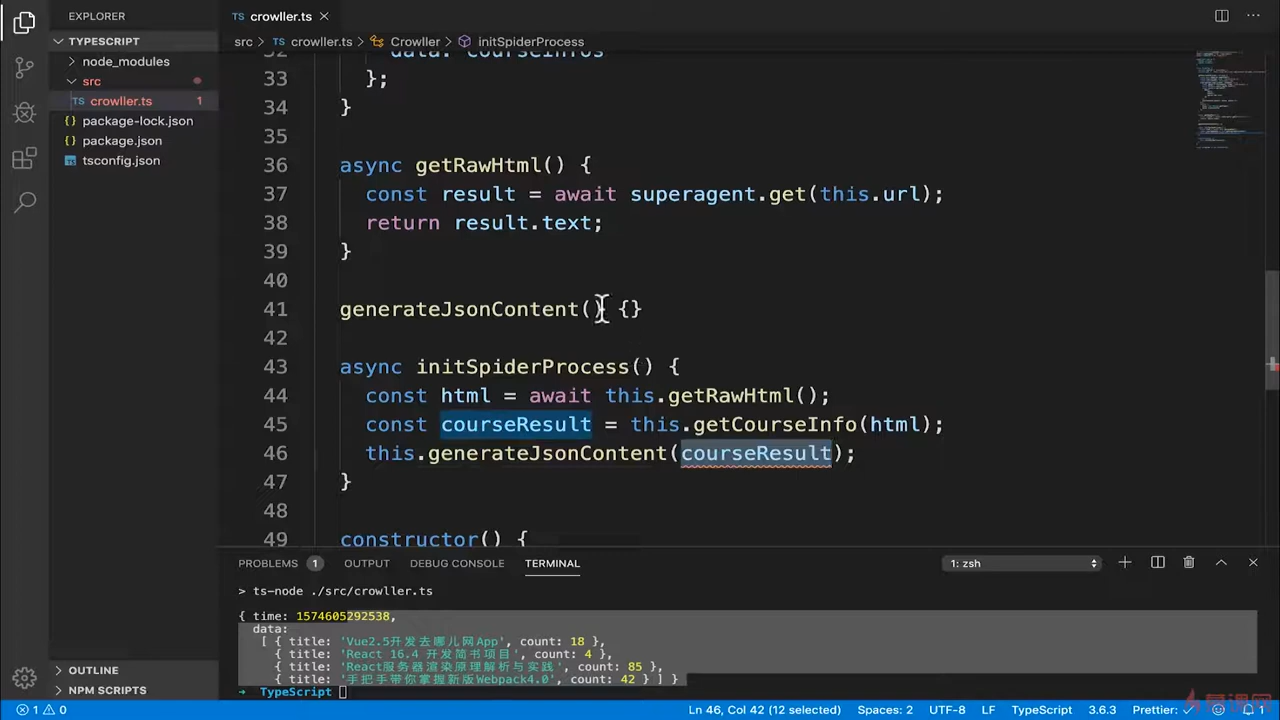 EXPLORER
TYPESCRIPT
node_modules
src
TS crowller.ts 1
{} package-lock.json
{} package.json
tsconfig.json
OUTLINE
NPM SCRIPTS
TS crowller.ts
src > TS crowller.ts > Crowller > initSpiderProcess
32 data: courseInfos
33 };
34 }
35
36 async getRawHtml() {
37 const result = await superagent.get(this.url);
38 return result.text;
39 }
40
41 generateJsonContent() {}
42
43 async initSpiderProcess() {
44 const html = await this.getRawHtml();
45 const courseResult = this.getCourseInfo(html);
46 this.generateJsonContent(courseResult);
47 }
48
49 constructor() {
PROBLEMS 1 OUTPUT DEBUG CONSOLE TERMINAL 1: zsh
> ts-node ./src/crowller.ts
{ time: 1574605292538,
data:
[ { title: 'Vue2.5开发去哪儿网App', count: 18 },
{ title: 'React 16.4 开发简书项目', count: 4 },
{ title: 'React服务器渲染原理解析与实践', count: 85 },
{ title: '手把手带你掌握新版Webpack4.0', count: 42 } ] }
→ TypeScript
1 0 Ln 46, Col 42 (12 selected) Spaces: 2 UTF-8 LF TypeScript 3.6.3 Prettier: ✓ 1
慕课网